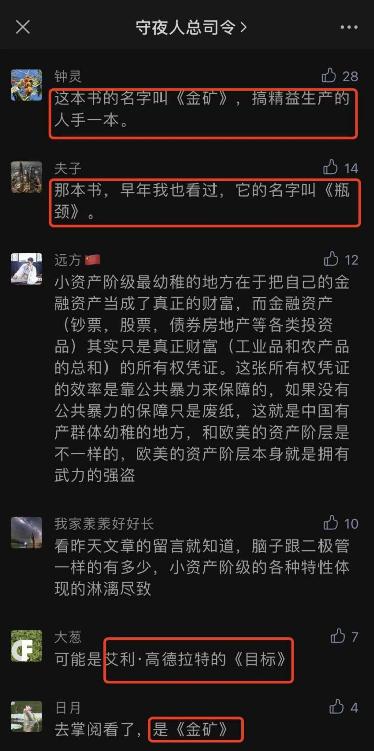 守夜人总司令
钟灵
28
这本书的名字叫《金矿》，搞精益生产的
人手一本。
夫子
14
那本书，早年我也看过，它的名字叫《瓶
颈》。
远方🇨🇳
12
小资产阶级最幼稚的地方在于把自己的金
融资产当成了真正的财富，而金融资产
（钞票，股票，债券房地产等各类投资
品）其实只是真正财富（工业品和农产品
的总和）的所有权凭证。这张所有权凭证
的效率是靠公共暴力来保障的，如果没有
公共暴力的保障只是废纸，这就是中国有
产群体幼稚的地方，和欧美的资产阶层是
不一样的，欧美的资产阶层本身就是拥有
武力的强盗
我家蒸蒸好好长
10
看昨天文章的留言就知道，脑子跟二极管
一样的有多少，小资产阶级的各种特性体
现的淋漓尽致
大葱
7
可能是艾利·高德拉特的《目标》
日月
4
去掌阅看了，是《金矿》